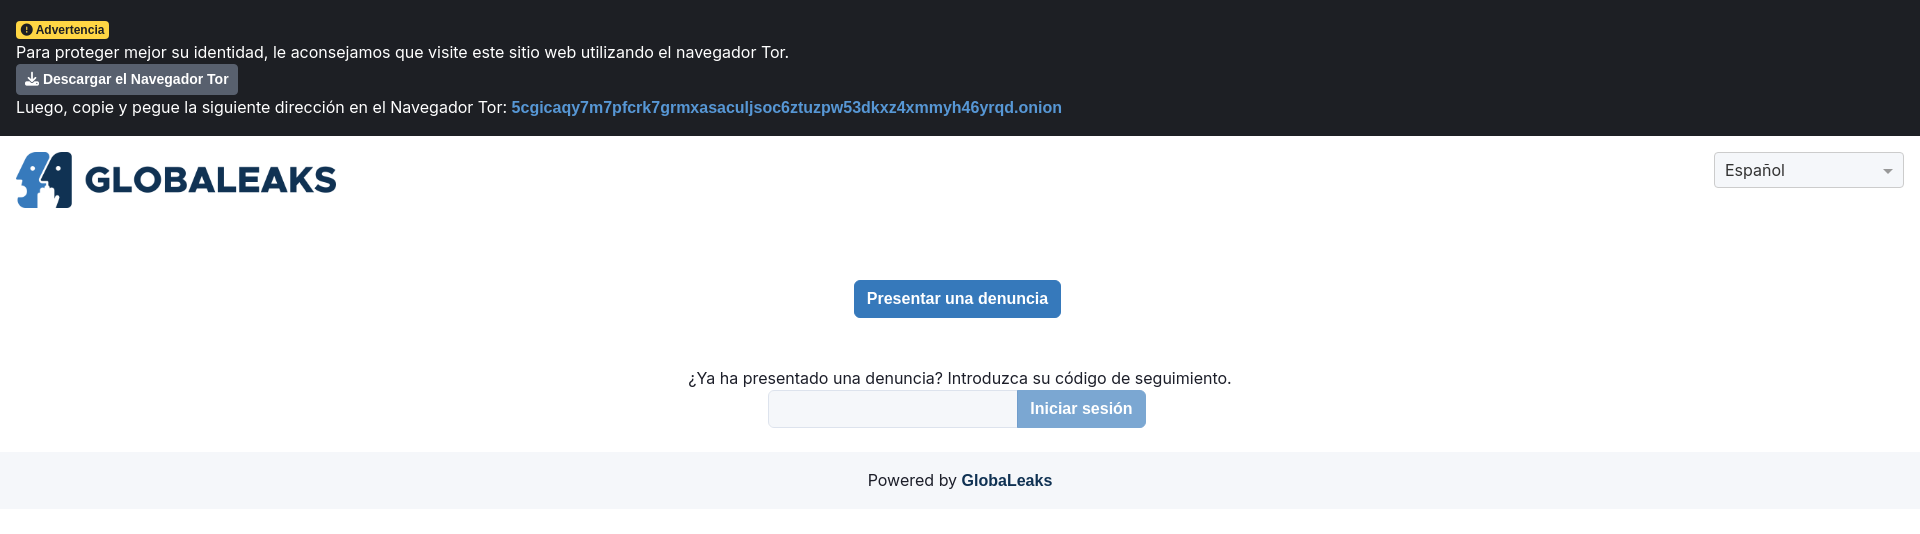 Advertencia
Para proteger mejor su identidad, le aconsejamos que visite este sitio web utilizando el navegador Tor.
Descargar el Navegador Tor
Luego, copie y pegue la siguiente dirección en el Navegador Tor: 5cgicaqy7m7pfcrk7grmxasaculjsoc6ztuzpw53dkxz4xmmyh46yrqd.onion
GLOBALEAKS
Español
Presentar una denuncia
¿Ya ha presentado una denuncia? Introduzca su código de seguimiento.
Iniciar sesión
Powered by GlobaLeaks